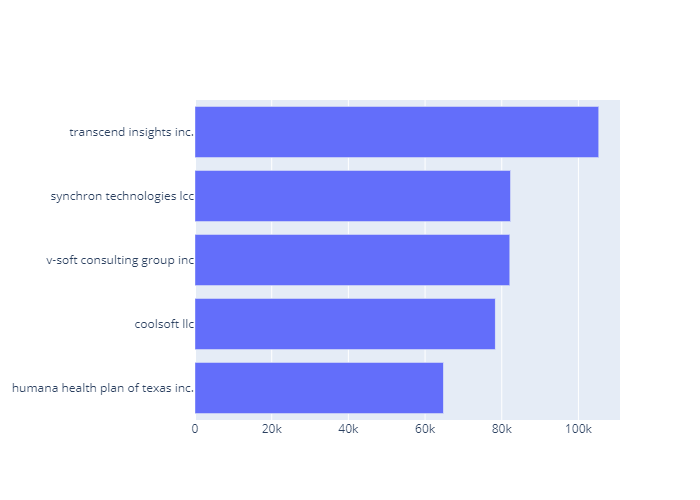 transcend insights inc.
synchron technologies lcc
v-soft consulting group inc
coolsoft llc
humana health plan of texas inc.
0 20k 40k 60k 80k 100k